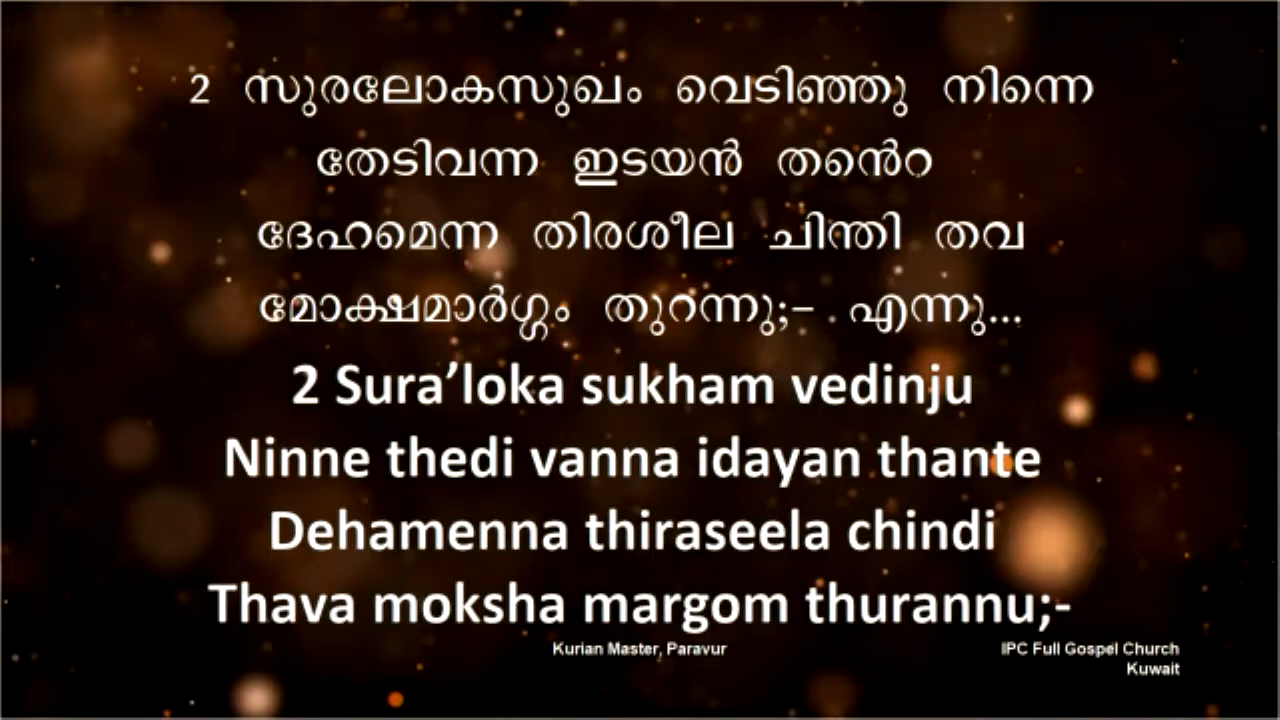 2 സുരലോകസുഖം വെടിഞ്ഞു നിന്നെ
തേടിവന്ന ഇടയൻ തൻെറ
ദേഹമെന്ന തിരശീല ചിന്തി തവ
മോക്ഷമാർഗ്ഗം തുറന്നു;- എന്നു...
2 Sura’loka sukham vedinju
Ninne thedi vanna idayan thante
Dehamenna thiraseela chindi
Thava moksha margom thurannu;-
Kurian Master, Paravur
IPC Full Gospel Church
Kuwait